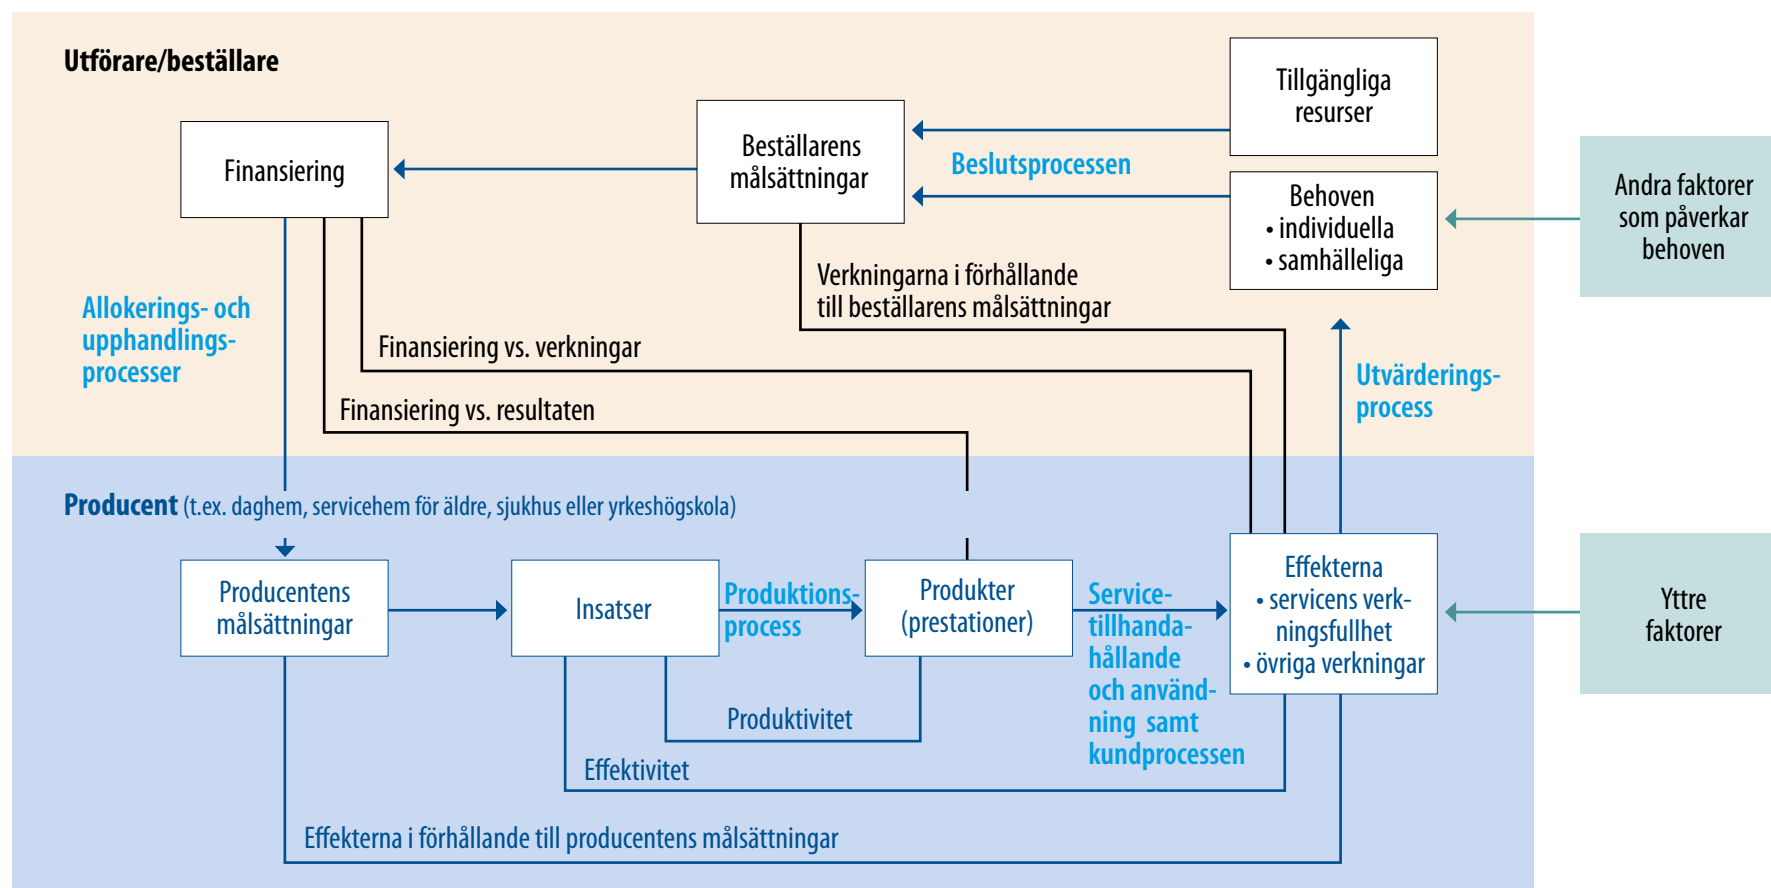 Utförare/beställare
Tillgängliga
resurser
Beställarens
målsättningar
Finansiering
Beslutsprocessen
Behoven
• individuella
• samhälleliga
Andra faktorer
som påverkar
behoven
Verkningarna i förhållande
till beställarens målsättningar
Allokerings- och
upphandlings-
processer
Finansiering vs. verkningar
Finansiering vs. resultaten
Utvärderings-
process
Producent (t.ex. daghem, servicehem för äldre, sjukhus eller yrkeshögskola)
Producentens
målsättningar
Insatser
Produktions-
process
Produkter
(prestationer)
Service-
tillhanda-
hållande
och använd-
ning samt
kundprocessen
Effekterna
• servicens verk-
ningsfullhet
• övriga verkningar
Yttre
faktorer
Produktivitet
Effektivitet
Effekterna i förhållande till producentens målsättningar